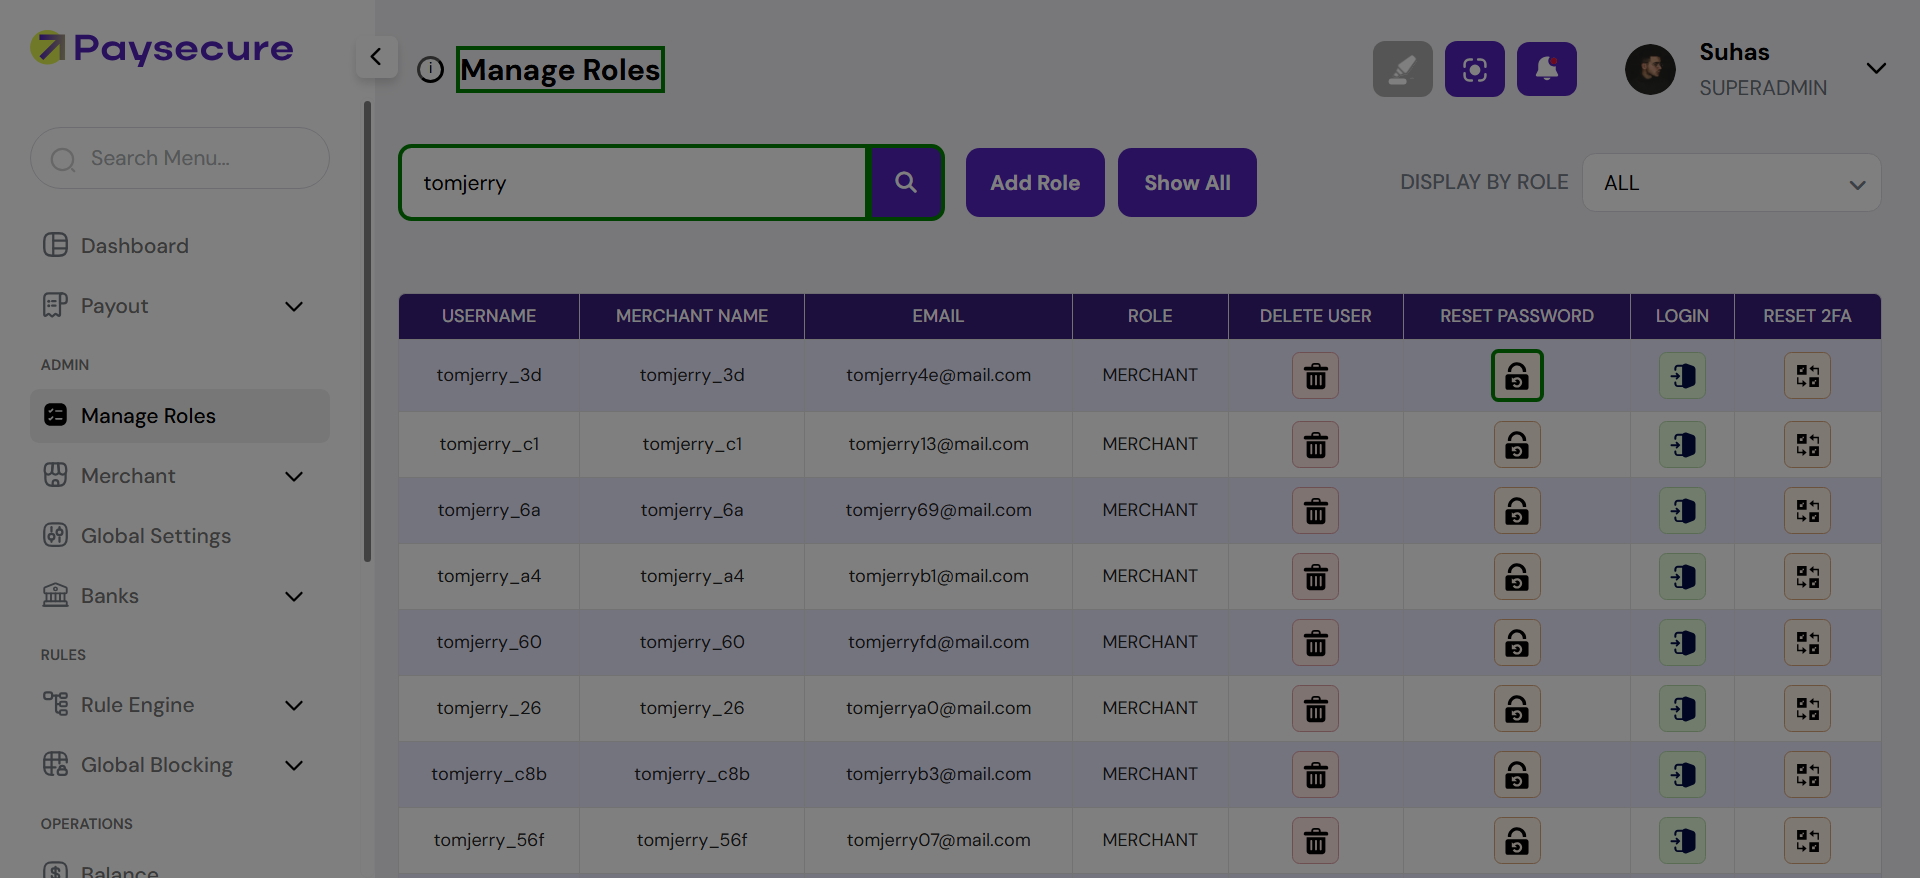 Paysecure
Manage Roles
Suhas
SUPERADMIN
Search Menu...
tomjerry
Add Role
Show All
DISPLAY BY ROLE
ALL
Dashboard
Payout
ADMIN
Manage Roles
Merchant
Global Settings
Banks
RULES
Rule Engine
Global Blocking
OPERATIONS
Balance
USERNAME MERCHANT NAME EMAIL ROLE DELETE USER RESET PASSWORD LOGIN RESET 2FA
tomjerry_3d tomjerry_3d tomjerry4e@mail.com MERCHANT
tomjerry_c1 tomjerry_c1 tomjerry13@mail.com MERCHANT
tomjerry_6a tomjerry_6a tomjerry69@mail.com MERCHANT
tomjerry_a4 tomjerry_a4 tomjerryb1@mail.com MERCHANT
tomjerry_60 tomjerry_60 tomjerryfd@mail.com MERCHANT
tomjerry_26 tomjerry_26 tomjerrya0@mail.com MERCHANT
tomjerry_c8b tomjerry_c8b tomjerryb3@mail.com MERCHANT
tomjerry_56f tomjerry_56f tomjerry07@mail.com MERCHANT